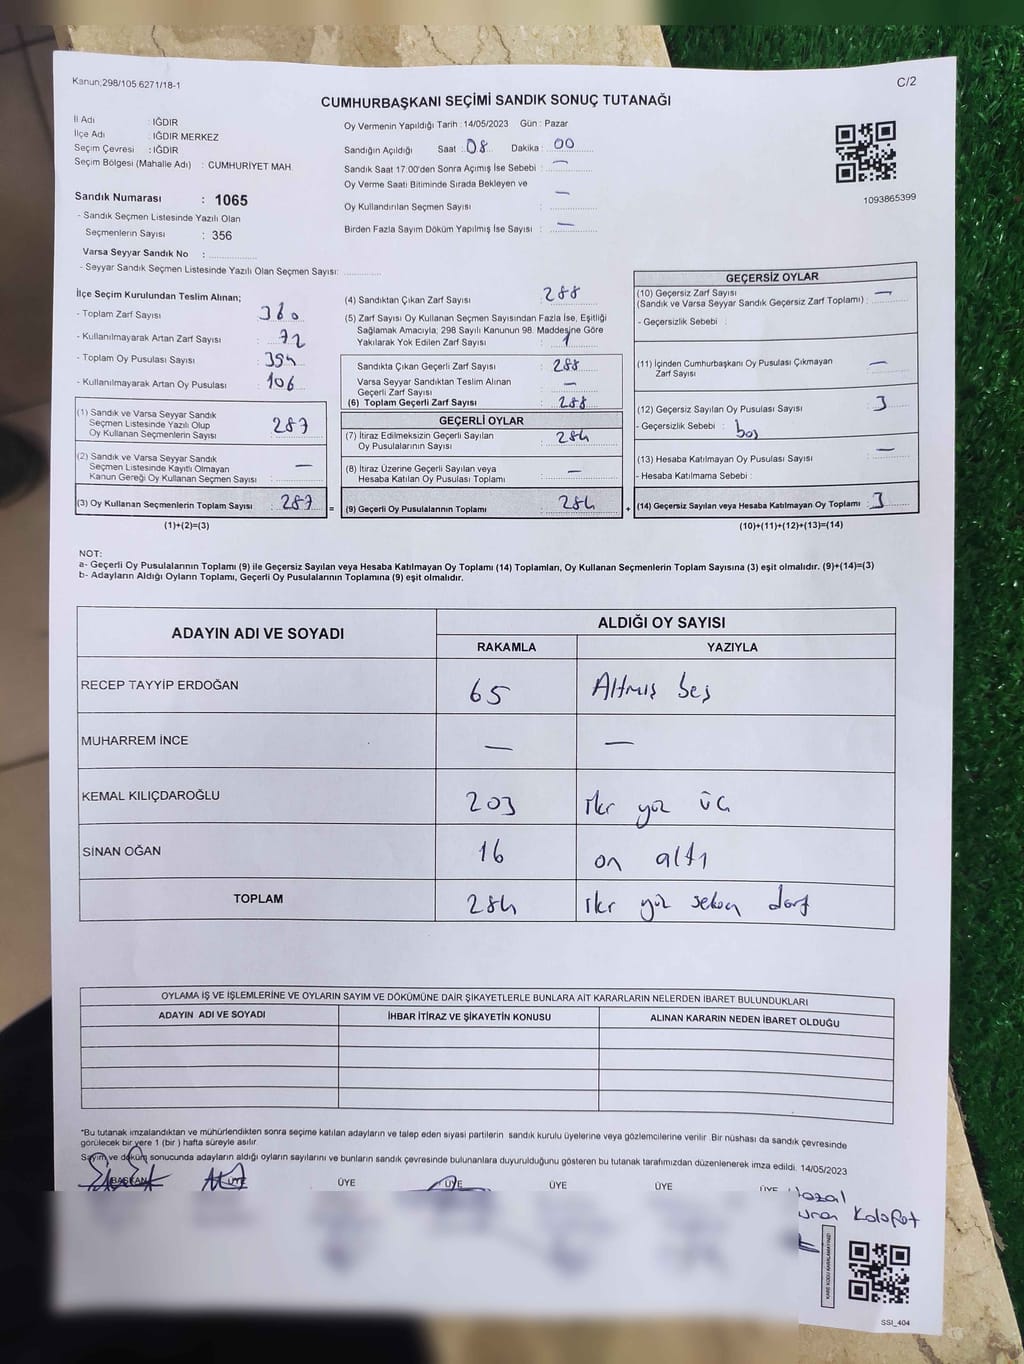 Kanun;298/105 6271/18-1
C/2
CUMHURBAŞKANI SEÇİMİ SANDIK SONUÇ TUTANAĞI
İl Adı : IĞDIR
İlçe Adı : IĞDIR MERKEZ
Seçim Çevresi : IĞDIR
Seçim Bölgesi (Mahalle Adı) : CUMHURİYET MAH.
Sandık Numarası : 1065
- Sandık Seçmen Listesinde Yazılı Olan
Seçmenlerin Sayısı : 356
Varsa Seyyar Sandık No :
- Seyyar Sandık Seçmen Listesinde Yazılı Olan Seçmen Sayısı:
Oy Vermenin Yapıldığı Tarih : 14/05/2023 Gün : Pazar
Sandığın Açıldığı Saat : 08 Dakika : 00
Sandık Saat 17:00'den Sonra Açımış İse Sebebi : —
Oy Verme Saati Bitiminde Sırada Bekleyen ve
Oy Kullandırılan Seçmen Sayısı : —
Birden Fazla Sayım Döküm Yapılmış İse Sayısı : —
1093865399
İlçe Seçim Kurulundan Teslim Alınan;
- Toplam Zarf Sayısı : 360
- Kullanılmayarak Artan Zarf Sayısı : 72
- Toplam Oy Pusulası Sayısı : 394
- Kullanılmayarak Artan Oy Pusulası : 106
(1) Sandık ve Varsa Seyyar Sandık
Seçmen Listesinde Yazılı Olup
Oy Kullanan Seçmenlerin Sayısı : 287
(2) Sandık ve Varsa Seyyar Sandık
Seçmen Listesinde Kayıtlı Olmayan
Kanun Gereği Oy Kullanan Seçmen Sayısı : —
(3) Oy Kullanan Seçmenlerin Toplam Sayısı : 287 =
(1)+(2)=(3)
(4) Sandıktan Çıkan Zarf Sayısı : 288
(5) Zarf Sayısı Oy Kullanan Seçmen Sayısından Fazla İse, Eşitliği
Sağlamak Amacıyla; 298 Sayılı Kanunun 98. Maddesine Göre
Yakılarak Yok Edilen Zarf Sayısı : 1
Sandıkta Çıkan Geçerli Zarf Sayısı : 288
Varsa Seyyar Sandıktan Teslim Alınan
Geçerli Zarf Sayısı : —
(6) Toplam Geçerli Zarf Sayısı : 288
GEÇERLİ OYLAR
(7) İtiraz Edilmeksizin Geçerli Sayılan
Oy Pusulalarının Sayısı : 284
(8) İtiraz Üzerine Geçerli Sayılan veya
Hesaba Katılan Oy Pusulası Toplamı : —
(9) Geçerli Oy Pusulalarının Toplamı : 284 +
GEÇERSİZ OYLAR
(10) Geçersiz Zarf Sayısı : —
(Sandık ve Varsa Seyyar Sandık Geçersiz Zarf Toplamı)
- Geçersizlik Sebebi :
(11) İçinden Cumhurbaşkanı Oy Pusulası Çıkmayan
Zarf Sayısı : —
(12) Geçersiz Sayılan Oy Pusulası Sayısı : 3
- Geçersizlik Sebebi : boş
(13) Hesaba Katılmayan Oy Pusulası Sayısı : —
- Hesaba Katılmama Sebebi :
(14) Geçersiz Sayılan veya Hesaba Katılmayan Oy Toplamı : 3
(10)+(11)+(12)+(13)=(14)
NOT:
a- Geçerli Oy Pusulalarının Toplamı (9) ile Geçersiz Sayılan veya Hesaba Katılmayan Oy Toplamı (14) Toplamları, Oy Kullanan Seçmenlerin Toplam Sayısına (3) eşit olmalıdır. (9)+(14)=(3)
b- Adayların Aldığı Oyların Toplamı, Geçerli Oy Pusulalarının Toplamına (9) eşit olmalıdır.
ADAYIN ADI VE SOYADI ALDIĞI OY SAYISI
RAKAMLA YAZIYLA
RECEP TAYYİP ERDOĞAN 65 Altmış beş
MUHARREM İNCE — —
KEMAL KILIÇDAROĞLU 203 iki yüz üç
SİNAN OĞAN 16 on altı
TOPLAM 284 iki yüz seksen dört
OYLAMA İŞ VE İŞLEMLERİNE VE OYLARIN SAYIM VE DÖKÜMÜNE DAİR ŞİKAYETLERLE BUNLARA AİT KARARLARIN NELERDEN İBARET BULUNDUKLARI
ADAYIN ADI VE SOYADI İHBAR İTİRAZ VE ŞİKAYETİN KONUSU ALINAN KARARIN NEDEN İBARET OLDUĞU
*Bu tutanak imzalandıktan ve mühürlendikten sonra seçime katılan adayların ve talep eden siyasi partilerin sandık kurulu üyelerine veya gözlemcilerine verilir. Bir nüshası da sandık çevresinde
görülecek bir yere 1 (bir ) hafta süreyle asılır.
Sayım ve döküm sonucunda adayların aldığı oyların sayılarını ve bunların sandık çevresinde bulunanlara duyurulduğunu gösteren bu tutanak tarafımızdan düzenlenerek imza edildi. 14/05/2023
BAŞKAN ÜYE ÜYE ÜYE ÜYE ÜYE ÜYE
Kalafat
KARE KODU KARALAMAYINIZ!
SSI_404